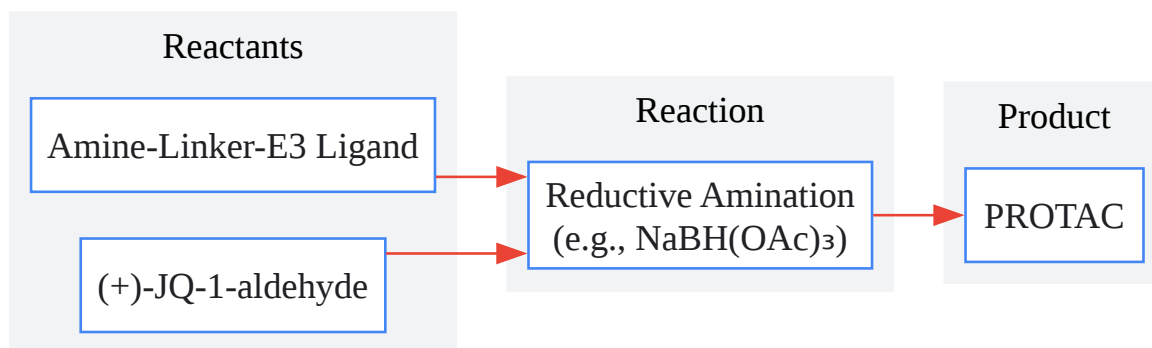 Reactants
Amine-Linker-E3 Ligand
(+)-JQ-1-aldehyde
Reaction
Reductive Amination
(e.g., NaBH(OAc)₃)
Product
PROTAC